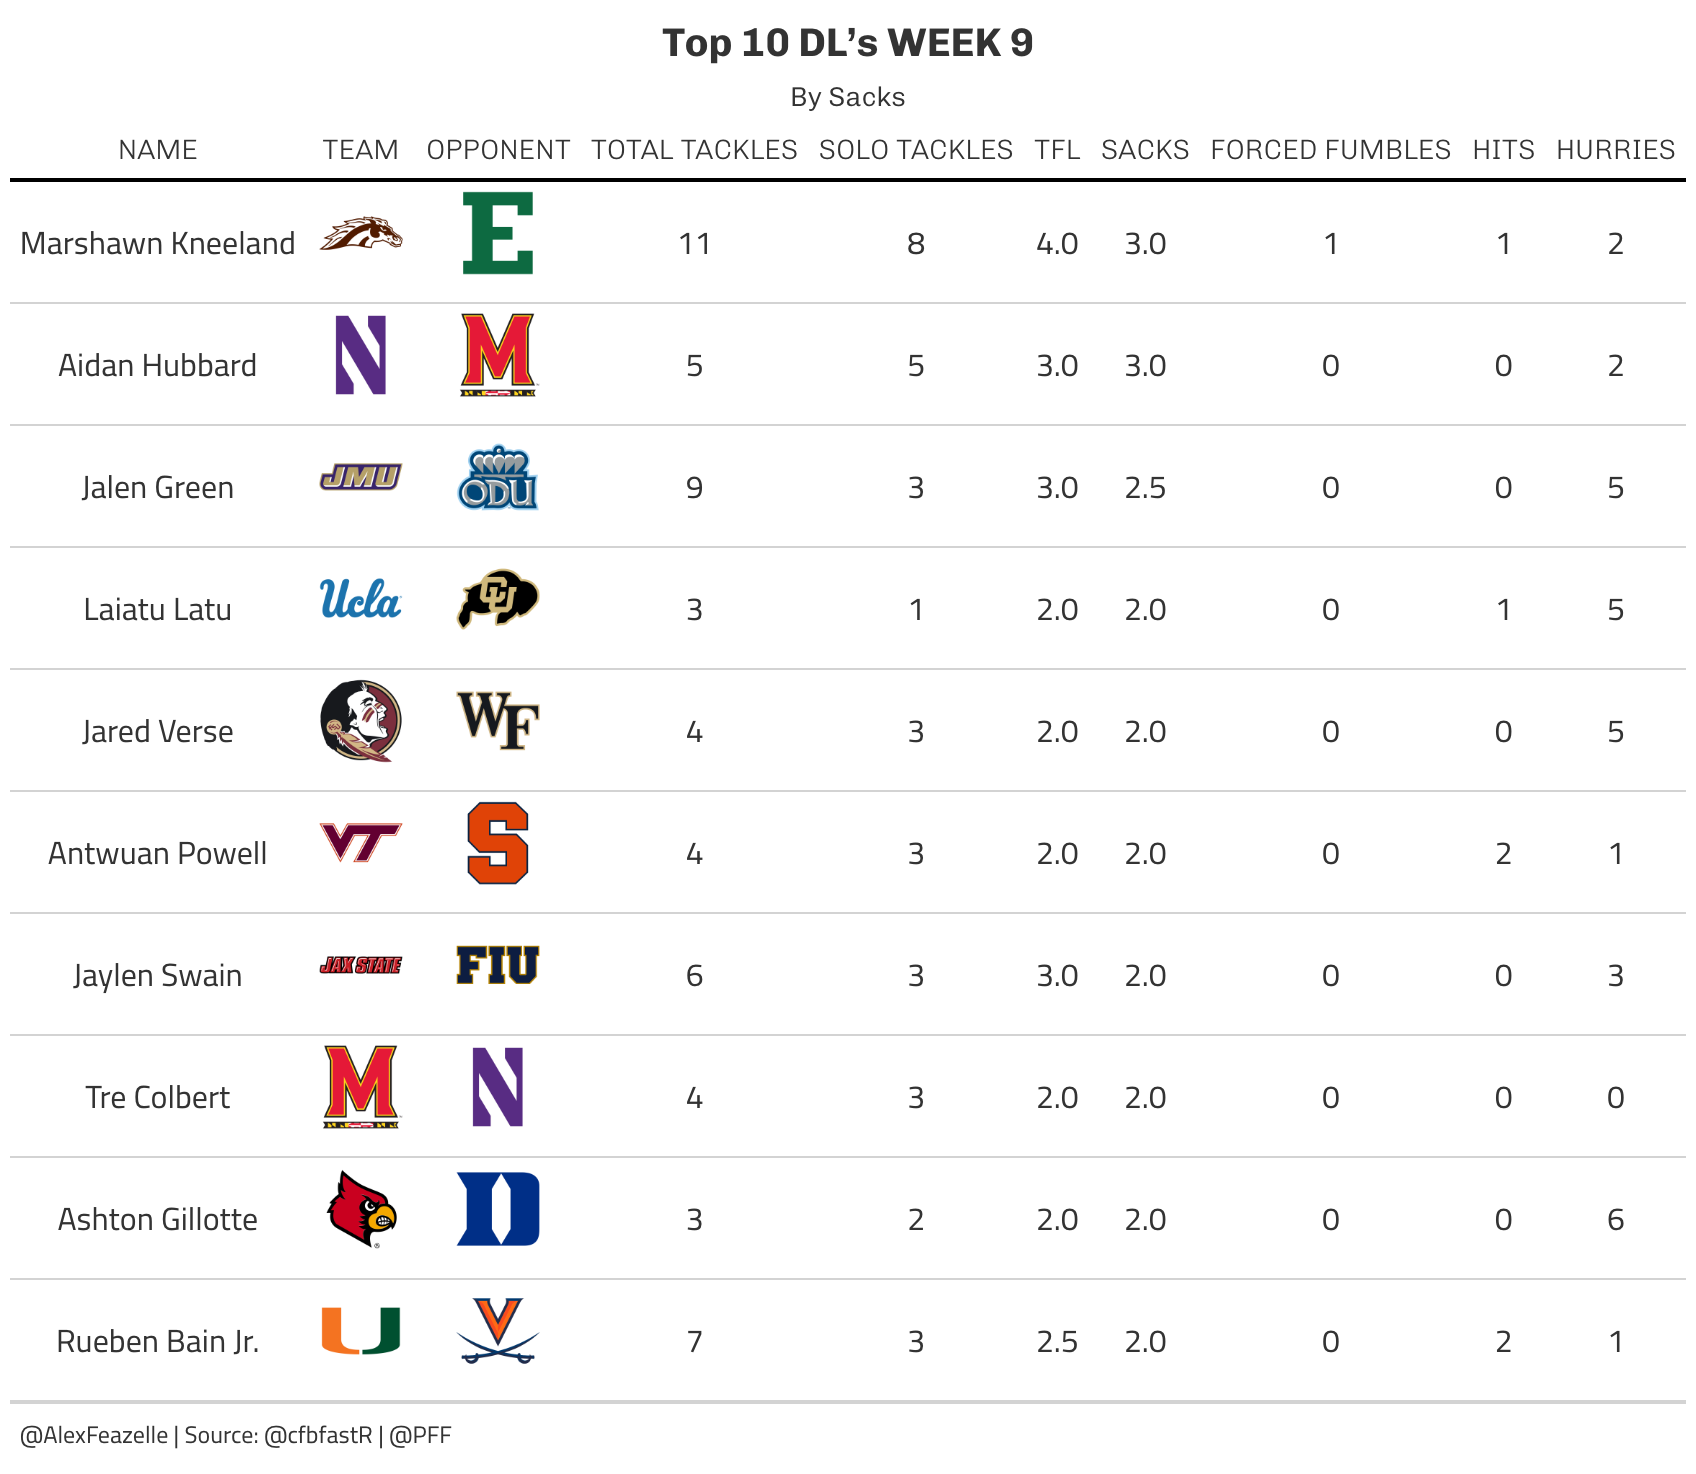 Top 10 DL’s WEEK 9
By Sacks
NAME TEAM OPPONENT TOTAL TACKLES SOLO TACKLES TFL SACKS FORCED FUMBLES HITS HURRIES
Marshawn Kneeland E 11 8 4.0 3.0 1 1 2
Aidan Hubbard N M 5 5 3.0 3.0 0 0 2
Jalen Green JMU ODU 9 3 3.0 2.5 0 0 5
Laiatu Latu Ucla CU 3 1 2.0 2.0 0 1 5
Jared Verse WF 4 3 2.0 2.0 0 0 5
Antwuan Powell VT S 4 3 2.0 2.0 0 2 1
Jaylen Swain JAX STATE FIU 6 3 3.0 2.0 0 0 3
Tre Colbert M N 4 3 2.0 2.0 0 0 0
Ashton Gillotte D 3 2 2.0 2.0 0 0 6
Rueben Bain Jr. U V 7 3 2.5 2.0 0 2 1
@AlexFeazelle | Source: @cfbfastR | @PFF